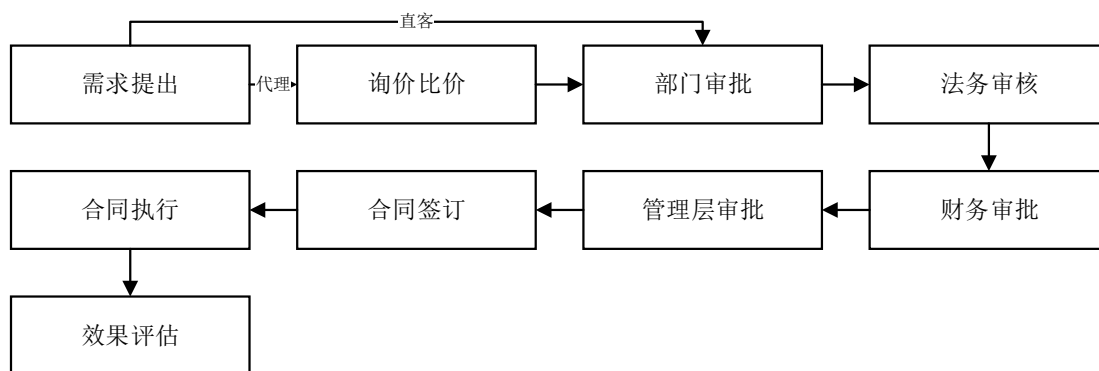 直客
需求提出
代理
询价比价
部门审批
法务审核
合同执行
合同签订
管理层审批
财务审批
效果评估